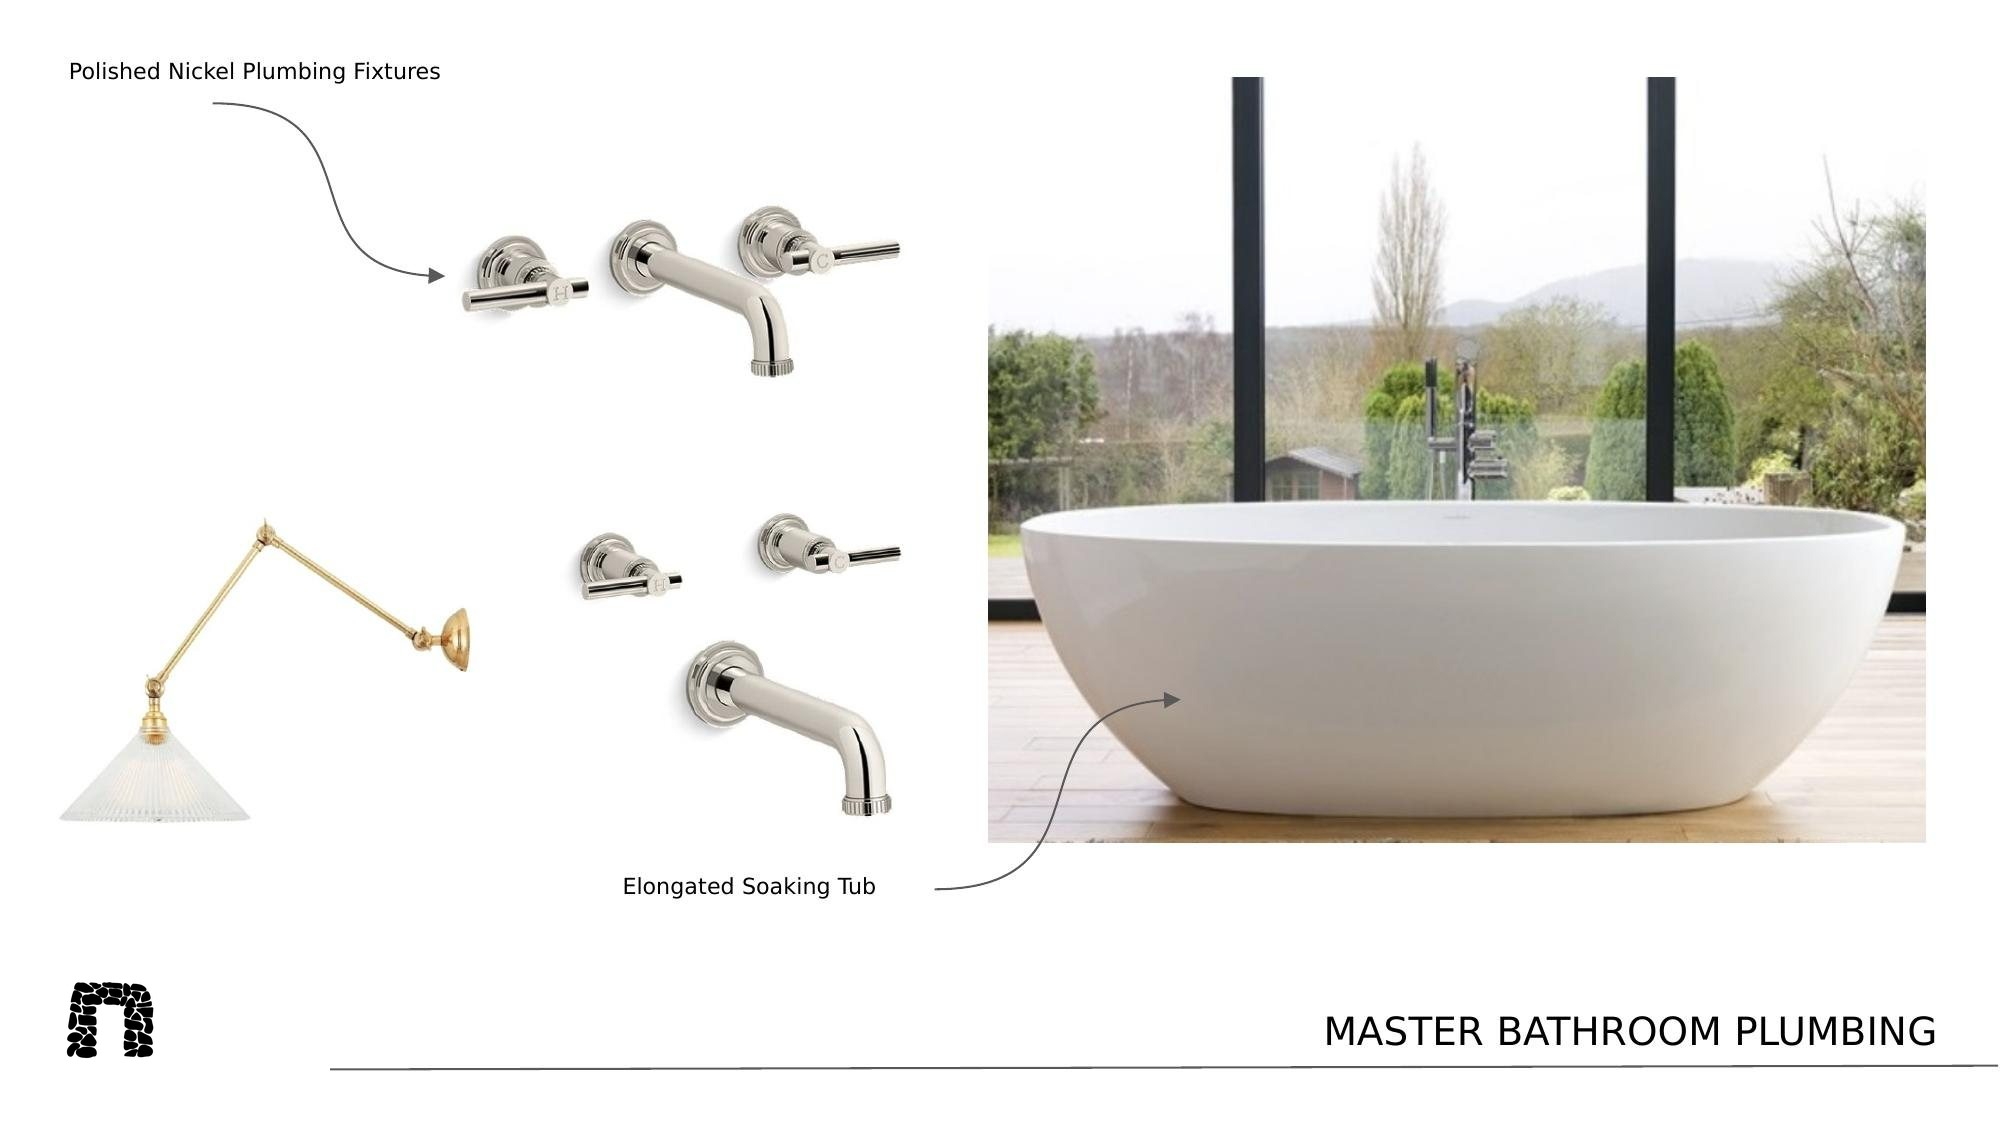 Polished Nickel Plumbing Fixtures
H
C
H
C
Elongated Soaking Tub
MASTER BATHROOM PLUMBING